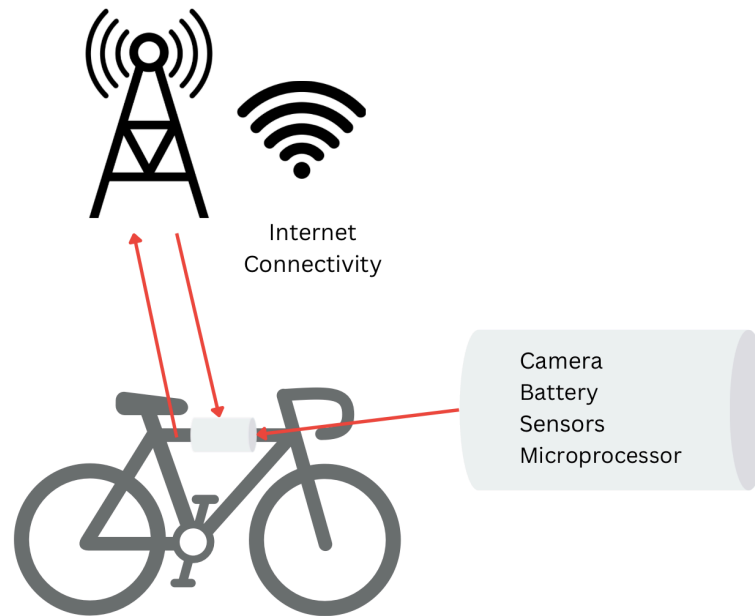 Internet
Connectivity
Camera
Battery
Sensors
Microprocessor